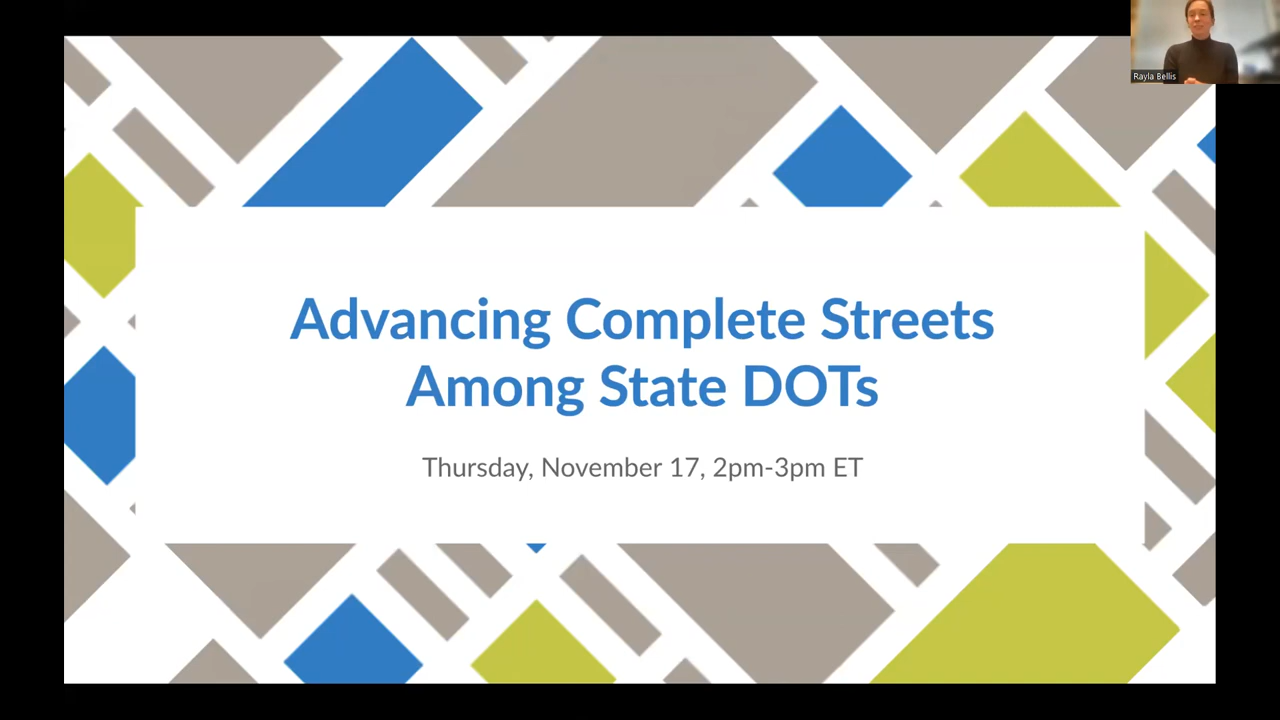 Rayla Bellis
Advancing Complete Streets
Among State DOTs
Thursday, November 17, 2pm-3pm ET